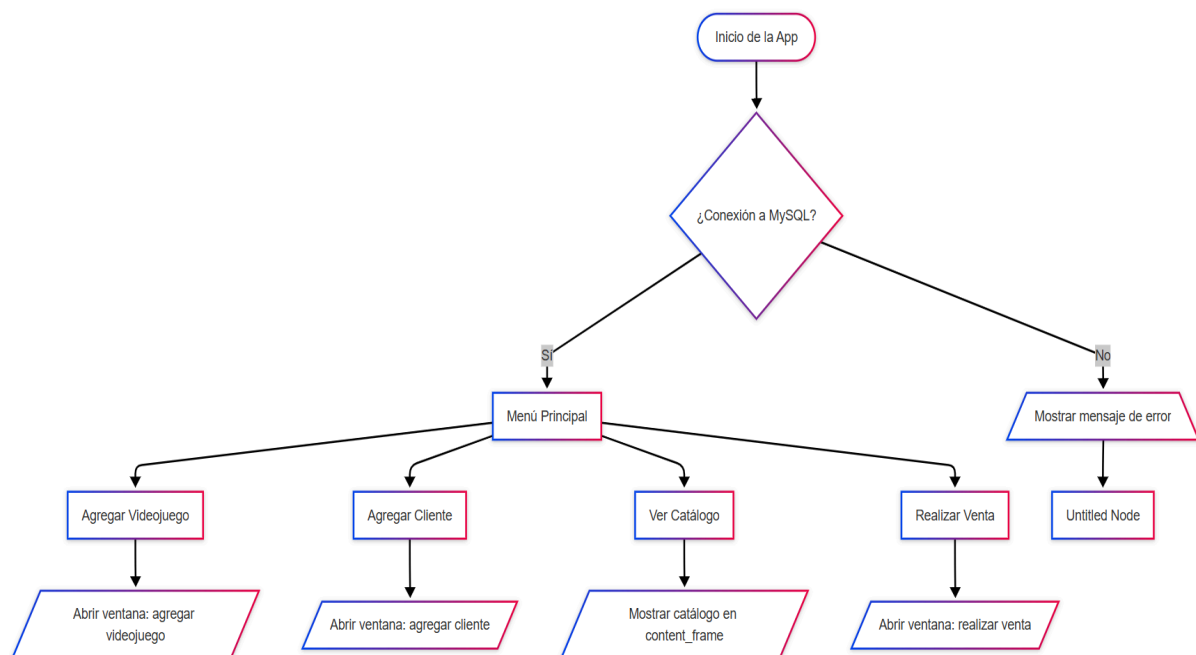 Inicio de la App
¿Conexión a MySQL?
Sí
No
Menú Principal
Mostrar mensaje de error
Agregar Videojuego
Agregar Cliente
Ver Catálogo
Realizar Venta
Untitled Node
Abrir ventana: agregar
videojuego
Abrir ventana: agregar cliente
Mostrar catálogo en
content_frame
Abrir ventana: realizar venta